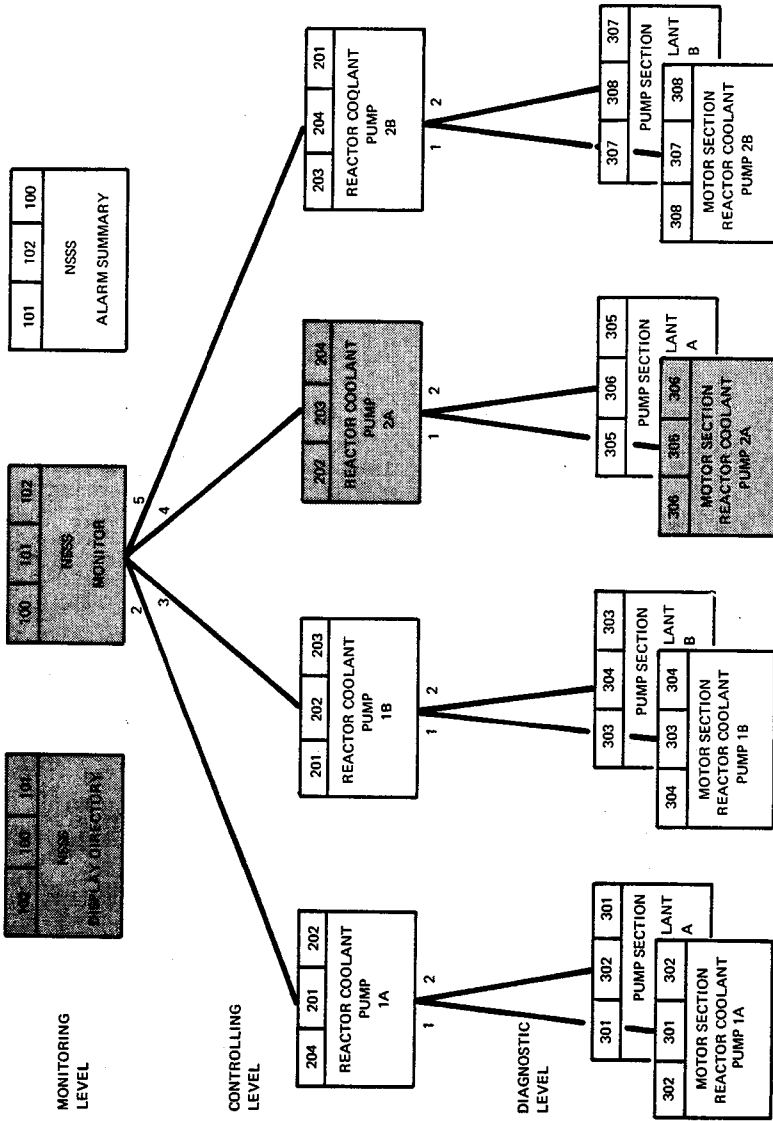 MONITORING
LEVEL
102 100 101
NSSS
DISPLAY DIRECTORY
100 101 102
NSSS
MONITOR
101 102 100
NSSS
ALARM SUMMARY
2 3 4 5
CONTROLLING
LEVEL
204 201 202
REACTOR COOLANT
PUMP
1A
1 2
201 202 203
REACTOR COOLANT
PUMP
1B
1 2
202 203 204
REACTOR COOLANT
PUMP
2A
1 2
203 204 201
REACTOR COOLANT
PUMP
2B
1 2
DIAGNOSTIC
LEVEL
301 302 301
PUMP SECTION
LANT
A
302 301 302
MOTOR SECTION
REACTOR COOLANT
PUMP 1A
303 304 303
PUMP SECTION
LANT
B
304 303 304
MOTOR SECTION
REACTOR COOLANT
PUMP 1B
305 306 305
PUMP SECTION
LANT
A
306 305 306
MOTOR SECTION
REACTOR COOLANT
PUMP 2A
307 308 307
PUMP SECTION
LANT
B
308 307 308
MOTOR SECTION
REACTOR COOLANT
PUMP 2B